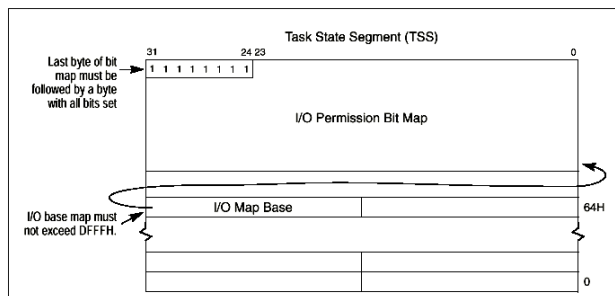 Task State Segment (TSS)
31 24 23 0
Last byte of bit
map must be
followed by a byte
with all bits set
1 1 1 1 1 1 1 1
I/O Permission Bit Map
I/O Map Base
64H
I/O base map must
not exceed DFFFH.
0